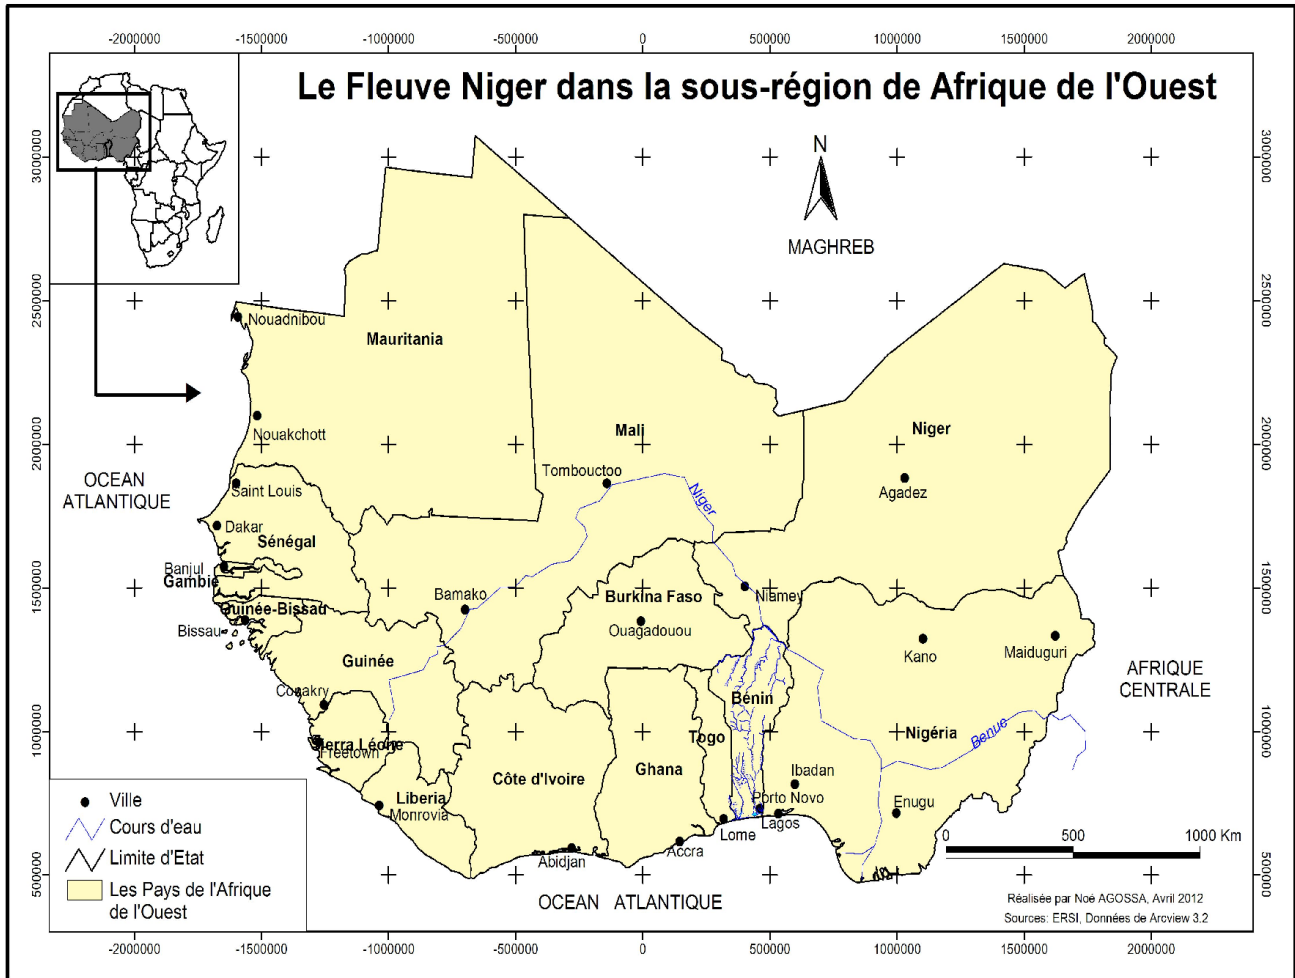 -2000000 -1500000 -1000000 -500000 0 500000 1000000 1500000 2000000
Le Fleuve Niger dans la sous-région de Afrique de l'Ouest
3000000 3000000
N
MAGHREB
2500000 2500000
Nouadnibou
Mauritania
Nouakchott
2000000 2000000
Mali
Niger
Tombouctoo
Niger
Agadez
OCEAN
ATLANTIQUE
Saint Louis
Dakar
Sénégal
Banjul
Gambie
1500000 1500000
Bamako
Burkina Faso
Niamey
Guinée-Bissau
Bissau
Ouagadouou
Kano
Maiduguri
Guinée
AFRIQUE
CENTRALE
Conakry
Bénin
1000000 1000000
Sierra Léone
Freetown
Togo
Nigéria
Benue
Côte d'Ivoire
Ghana
Ibadan
Liberia
Monrovia
Porto Novo
Enugu
Lagos
Lome
Accra
Abidjan
Ville
Cours d'eau
Limite d'Etat
Les Pays de l'Afrique
de l'Ouest
0 500 1000 Km
500000 500000
OCEAN ATLANTIQUE
Réalisée par Noé AGOSSA, Avril 2012
Sources: ERSI, Données de Arcview 3.2
-2000000 -1500000 -1000000 -500000 0 500000 1000000 1500000 2000000